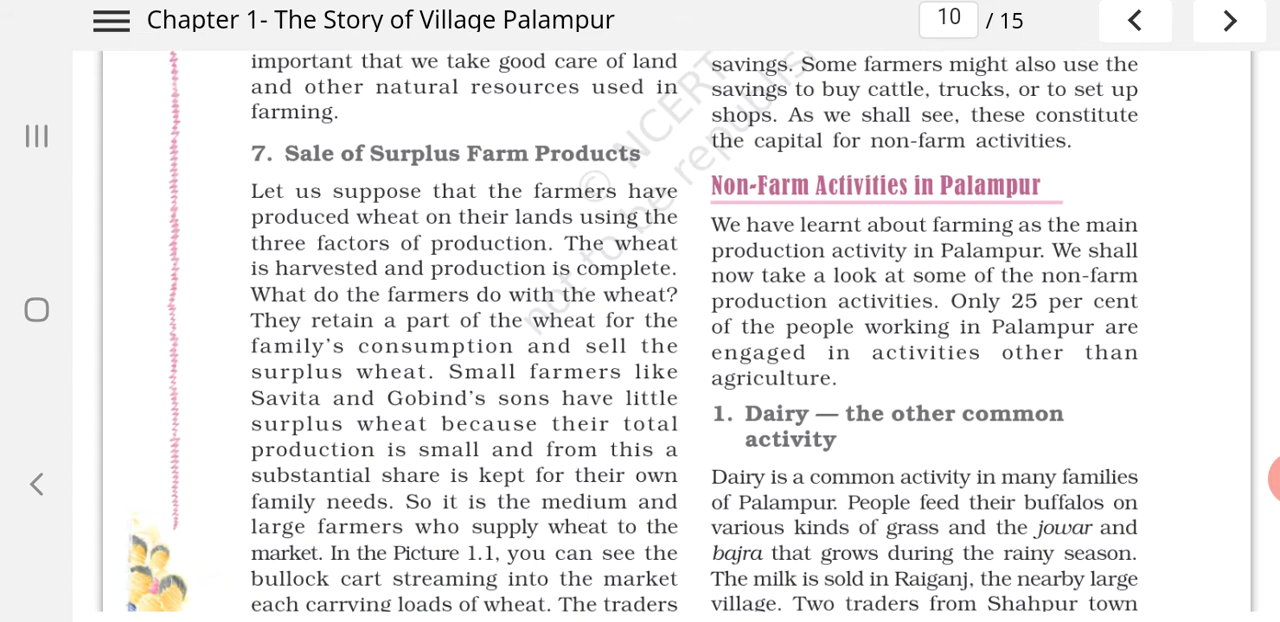 Chapter 1- The Story of Village Palampur
10 / 15
important that we take good care of land
and other natural resources used in
farming.
7. Sale of Surplus Farm Products
Let us suppose that the farmers have
produced wheat on their lands using the
three factors of production. The wheat
is harvested and production is complete.
What do the farmers do with the wheat?
They retain a part of the wheat for the
family's consumption and sell the
surplus wheat. Small farmers like
Savita and Gobind's sons have little
surplus wheat because their total
production is small and from this a
substantial share is kept for their own
family needs. So it is the medium and
large farmers who supply wheat to the
market. In the Picture 1.1, you can see the
bullock cart streaming into the market
each carrying loads of wheat. The traders
savings. Some farmers might also use the
savings to buy cattle, trucks, or to set up
shops. As we shall see, these constitute
the capital for non-farm activities.
Non-Farm Activities in Palampur
We have learnt about farming as the main
production activity in Palampur. We shall
now take a look at some of the non-farm
production activities. Only 25 per cent
of the people working in Palampur are
engaged in activities other than
agriculture.
1. Dairy — the other common
activity
Dairy is a common activity in many families
of Palampur. People feed their buffalos on
various kinds of grass and the jowar and
bajra that grows during the rainy season.
The milk is sold in Raiganj, the nearby large
village. Two traders from Shahpur town
© NCERT
not to be